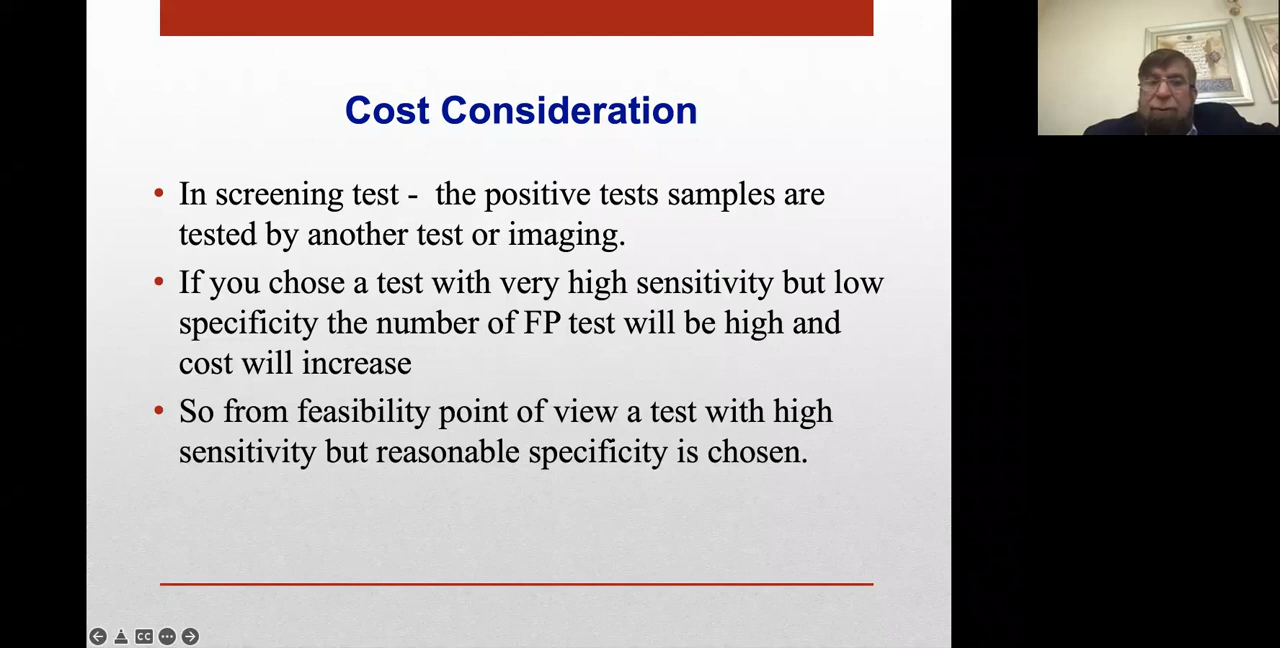 Cost Consideration
• In screening test - the positive tests samples are
tested by another test or imaging.
• If you chose a test with very high sensitivity but low
specificity the number of FP test will be high and
cost will increase
• So from feasibility point of view a test with high
sensitivity but reasonable specificity is chosen.
CC